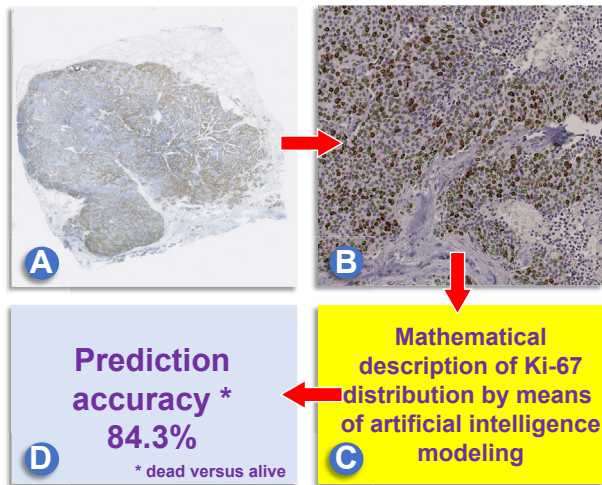 A
B
Mathematical
description of Ki-67
distribution by means
of artificial intelligence
modeling
C
Prediction
accuracy *
84.3%
* dead versus alive
D